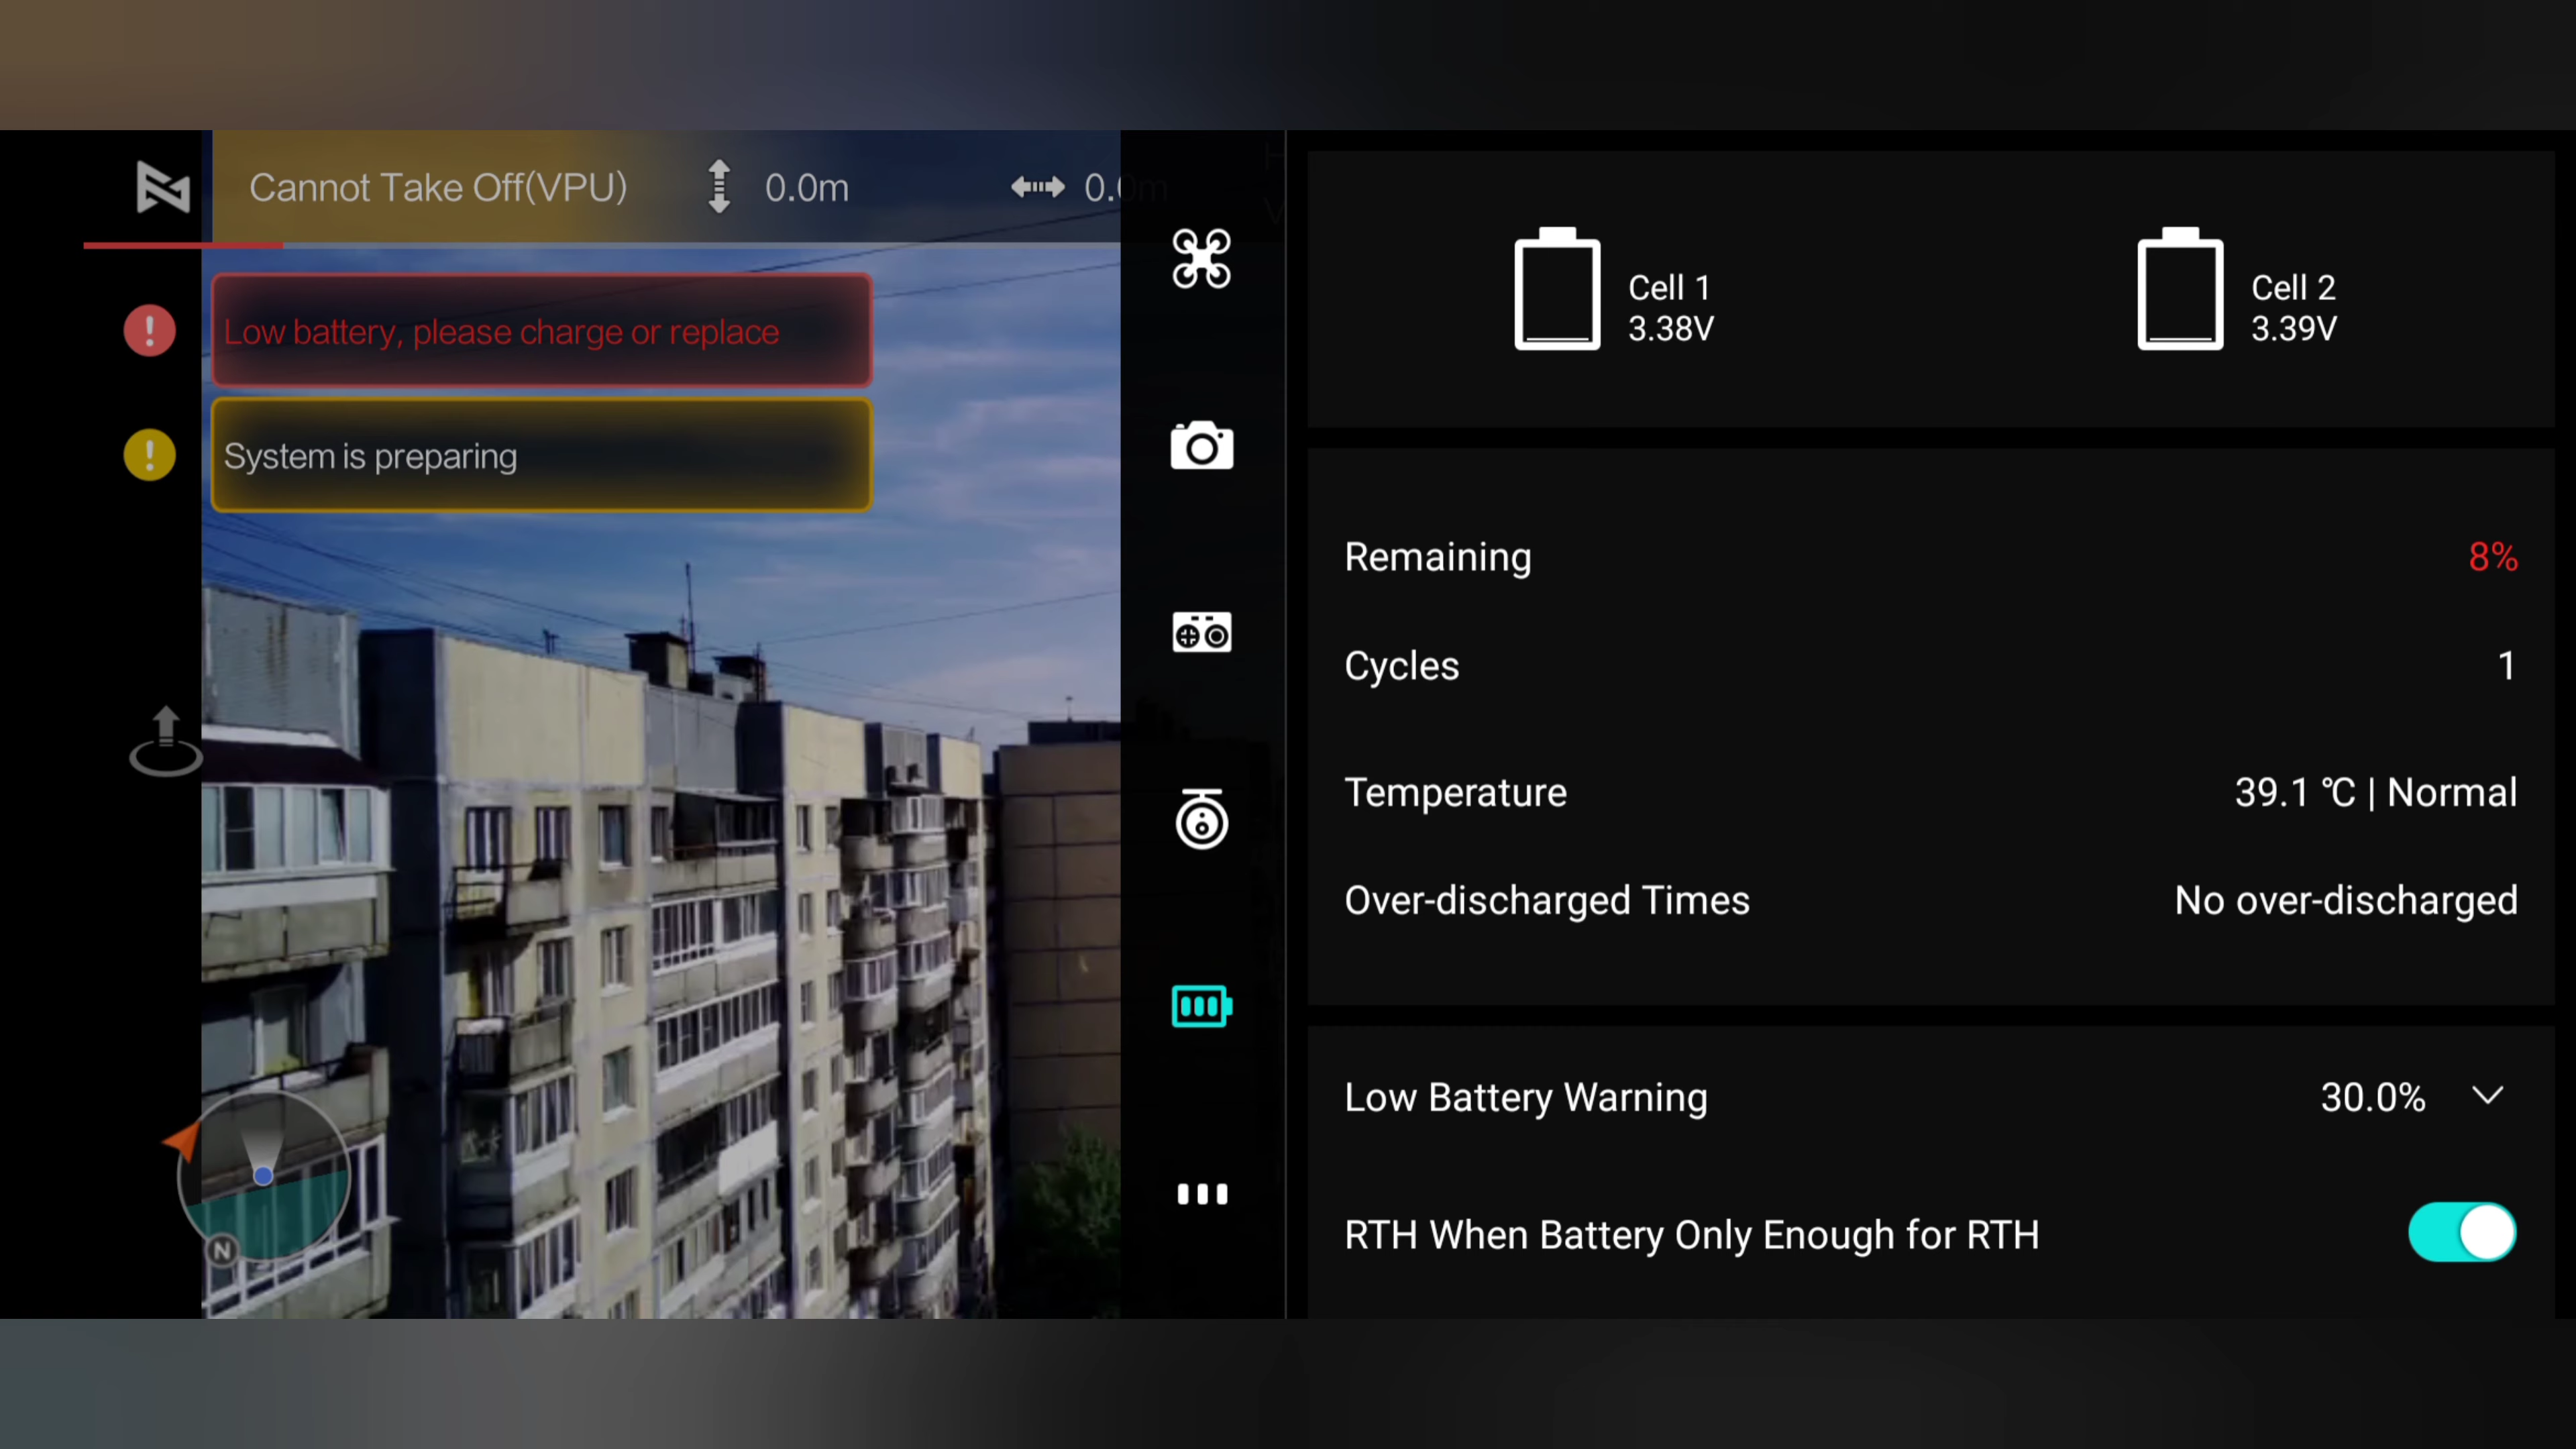 Cannot Take Off(VPU)
0.0m
0.0m
Low battery, please charge or replace
System is preparing
N
Cell 1
3.38V
Cell 2
3.39V
Remaining
8%
Cycles
1
Temperature
39.1 ℃ | Normal
Over-discharged Times
No over-discharged
Low Battery Warning
30.0%
RTH When Battery Only Enough for RTH